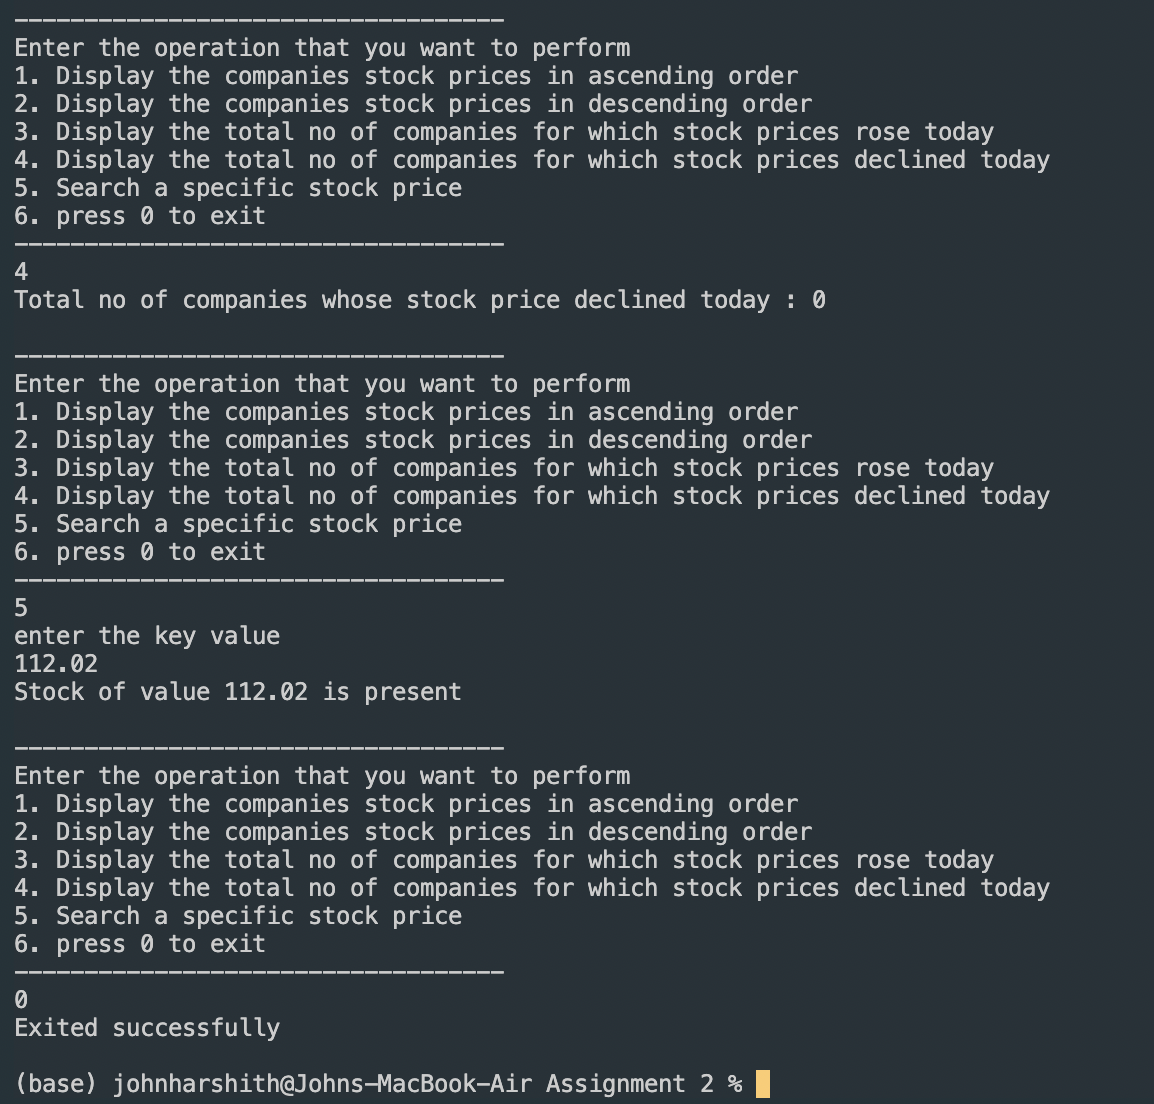 -----------------------------------
Enter the operation that you want to perform
1. Display the companies stock prices in ascending order
2. Display the companies stock prices in descending order
3. Display the total no of companies for which stock prices rose today
4. Display the total no of companies for which stock prices declined today
5. Search a specific stock price
6. press 0 to exit
-----------------------------------
4
Total no of companies whose stock price declined today : 0

-----------------------------------
Enter the operation that you want to perform
1. Display the companies stock prices in ascending order
2. Display the companies stock prices in descending order
3. Display the total no of companies for which stock prices rose today
4. Display the total no of companies for which stock prices declined today
5. Search a specific stock price
6. press 0 to exit
-----------------------------------
5
enter the key value
112.02
Stock of value 112.02 is present

-----------------------------------
Enter the operation that you want to perform
1. Display the companies stock prices in ascending order
2. Display the companies stock prices in descending order
3. Display the total no of companies for which stock prices rose today
4. Display the total no of companies for which stock prices declined today
5. Search a specific stock price
6. press 0 to exit
-----------------------------------
0
Exited successfully

(base) johnharshith@Johns-MacBook-Air Assignment 2 %